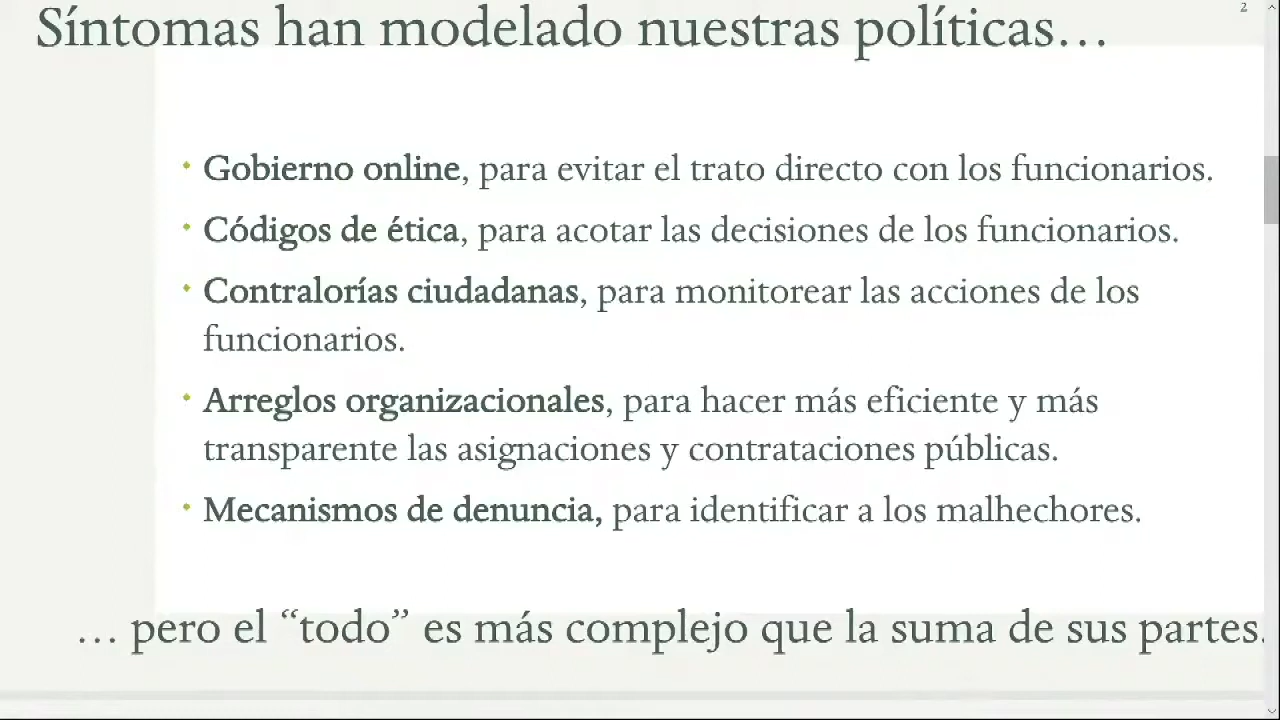 2
Síntomas han modelado nuestras políticas…
• Gobierno online, para evitar el trato directo con los funcionarios.
• Códigos de ética, para acotar las decisiones de los funcionarios.
• Contralorías ciudadanas, para monitorear las acciones de los
funcionarios.
• Arreglos organizacionales, para hacer más eficiente y más
transparente las asignaciones y contrataciones públicas.
• Mecanismos de denuncia, para identificar a los malhechores.
… pero el “todo” es más complejo que la suma de sus partes.